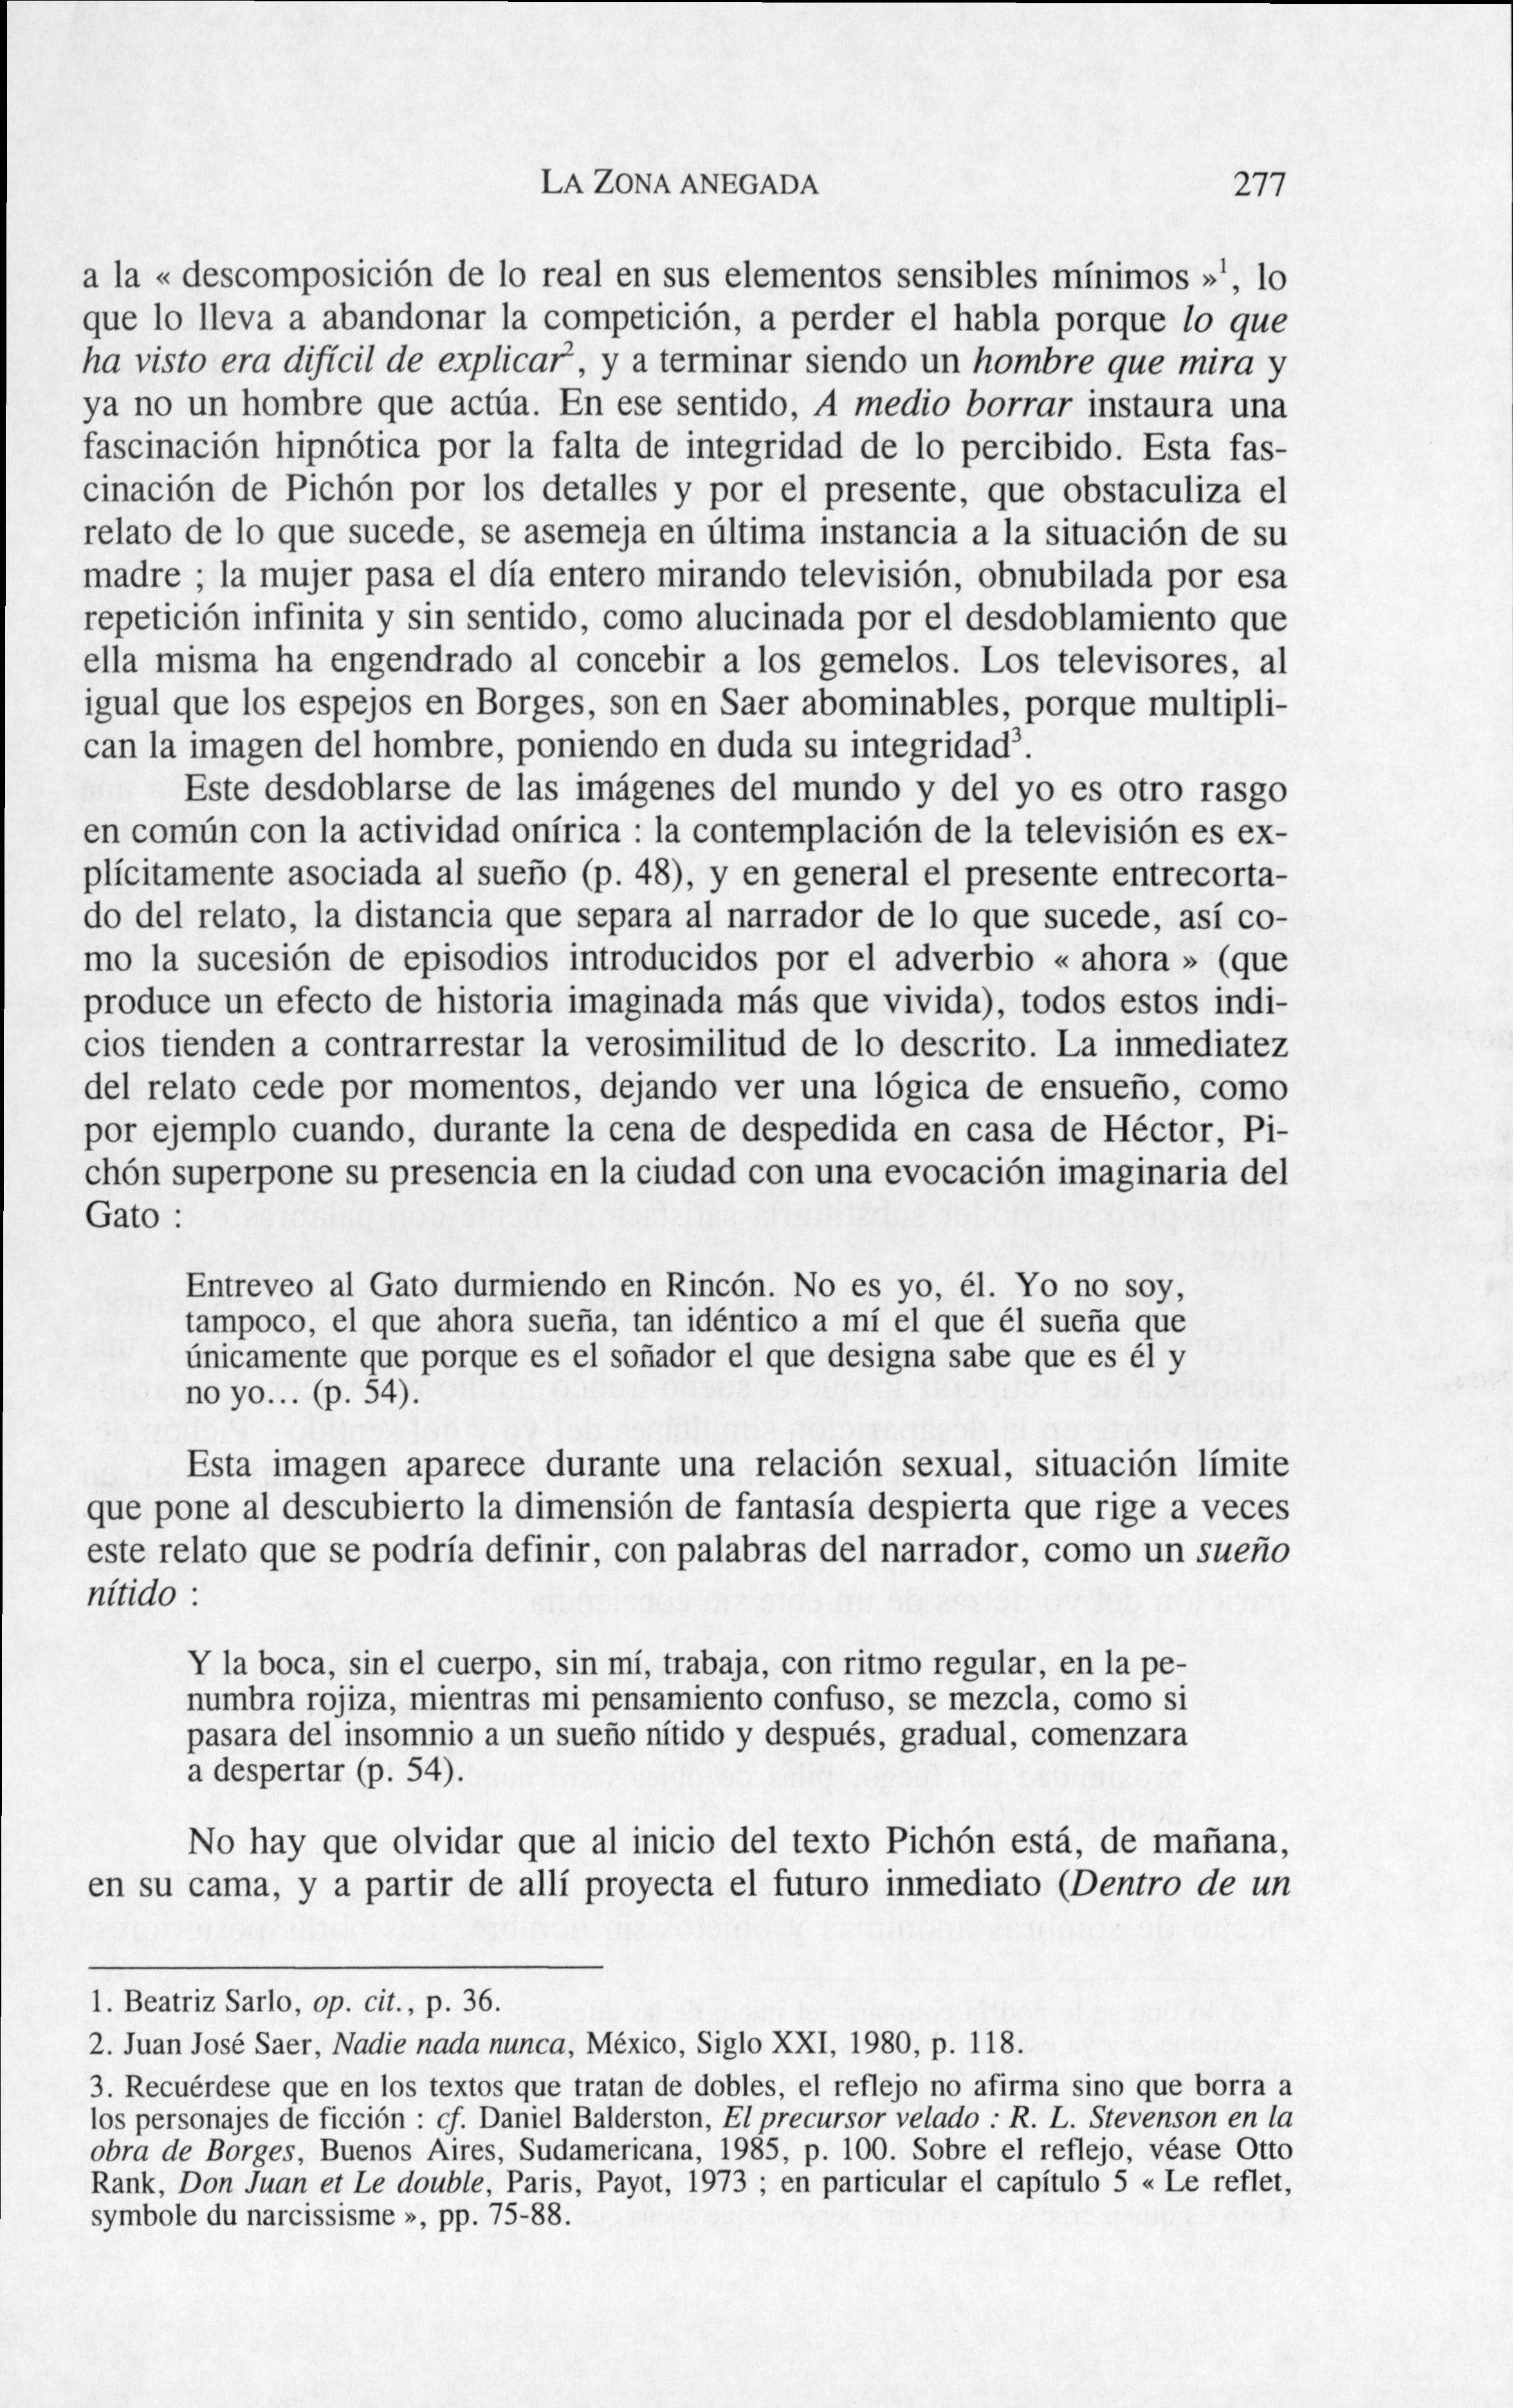 LA ZONA ANEGADA 277
a la « descomposición de lo real en sus elementos sensibles mínimos »1, lo
que lo lleva a abandonar la competición, a perder el habla porque lo que
ha visto era difícil de explicar2, y a terminar siendo un hombre que mira y
ya no un hombre que actúa. En ese sentido, A medio borrar instaura una
fascinación hipnótica por la falta de integridad de lo percibido. Esta fas-
cinación de Pichón por los detalles y por el presente, que obstaculiza el
relato de lo que sucede, se asemeja en última instancia a la situación de su
madre ; la mujer pasa el día entero mirando televisión, obnubilada por esa
repetición infinita y sin sentido, como alucinada por el desdoblamiento que
ella misma ha engendrado al concebir a los gemelos. Los televisores, al
igual que los espejos en Borges, son en Saer abominables, porque multipli-
can la imagen del hombre, poniendo en duda su integridad3.
Este desdoblarse de las imágenes del mundo y del yo es otro rasgo
en común con la actividad onírica : la contemplación de la televisión es ex-
plícitamente asociada al sueño (p. 48), y en general el presente entrecorta-
do del relato, la distancia que separa al narrador de lo que sucede, así co-
mo la sucesión de episodios introducidos por el adverbio « ahora » (que
produce un efecto de historia imaginada más que vivida), todos estos indi-
cios tienden a contrarrestar la verosimilitud de lo descrito. La inmediatez
del relato cede por momentos, dejando ver una lógica de ensueño, como
por ejemplo cuando, durante la cena de despedida en casa de Héctor, Pi-
chón superpone su presencia en la ciudad con una evocación imaginaria del
Gato :
Entreveo al Gato durmiendo en Rincón. No es yo, él. Yo no soy,
tampoco, el que ahora sueña, tan idéntico a mí el que él sueña que
únicamente que porque es el soñador el que designa sabe que es él y
no yo... (p. 54).
Esta imagen aparece durante una relación sexual, situación límite
que pone al descubierto la dimensión de fantasía despierta que rige a veces
este relato que se podría definir, con palabras del narrador, como un sueño
nítido :
Y la boca, sin el cuerpo, sin mí, trabaja, con ritmo regular, en la pe-
numbra rojiza, mientras mi pensamiento confuso, se mezcla, como si
pasara del insomnio a un sueño nítido y después, gradual, comenzara
a despertar (p. 54).
No hay que olvidar que al inicio del texto Pichón está, de mañana,
en su cama, y a partir de allí proyecta el futuro inmediato (Dentro de un
1. Beatriz Sarlo, op. cit., p. 36.
2. Juan José Saer, Nadie nada nunca, México, Siglo XXI, 1980, p. 118.
3. Recuérdese que en los textos que tratan de dobles, el reflejo no afirma sino que borra a
los personajes de ficción : cf. Daniel Balderston, El precursor velado : R. L. Stevenson en la
obra de Borges, Buenos Aires, Sudamericana, 1985, p. 100. Sobre el reflejo, véase Otto
Rank, Don Juan et Le double, Paris, Payot, 1973 ; en particular el capítulo 5 « Le reflet,
symbole du narcissisme », pp. 75-88.